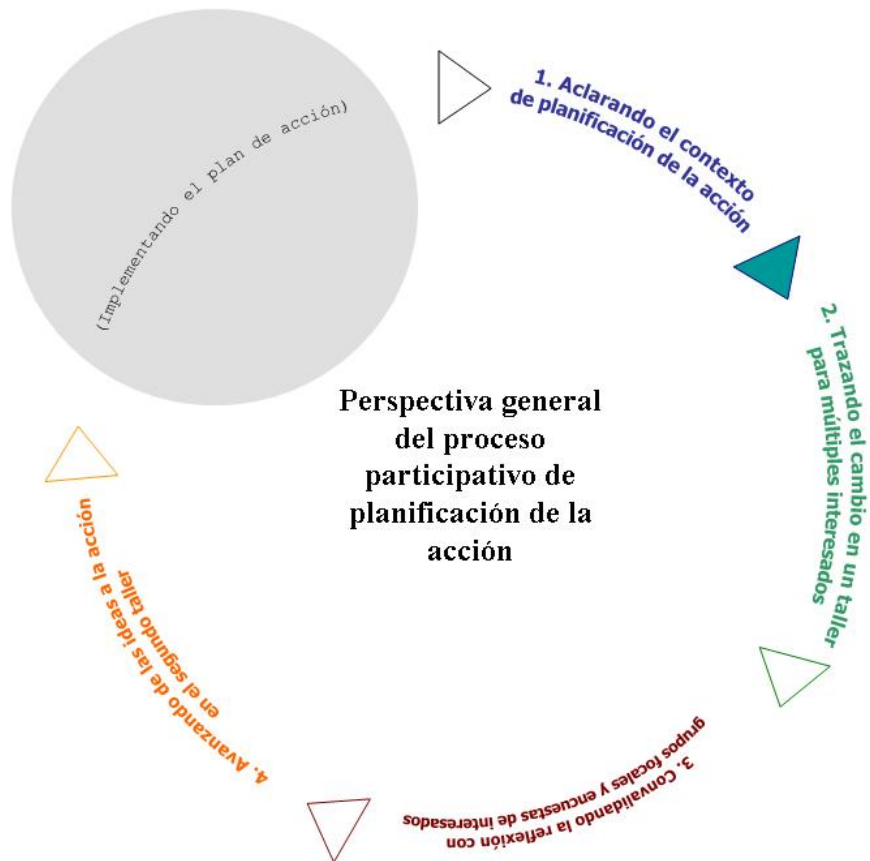 (Implementando el plan de acción)
1. Aclarando el contexto
de planificación de la acción
2. Trazando el cambio en un taller
para múltiples interesados
Perspectiva general
del proceso
participativo de
planificación de la
acción
3. Convalidando la reflexión con
grupos focales y encuestas de interesados
4. Avanzando de las ideas a la acción
en el segundo taller